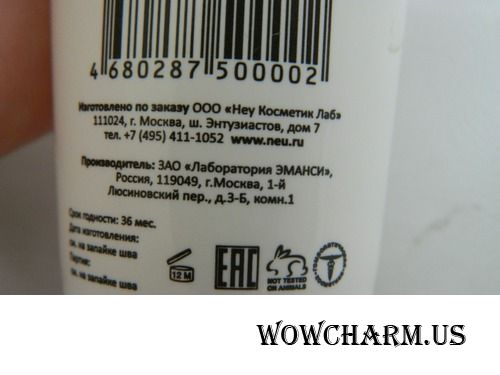 4 680287 500002
Изготовлено по заказу ООО «Неу Косметик Лаб»
111024, г. Москва, ш. Энтузиастов, дом 7
тел. +7 (495) 411-1052 www.neu.ru
Производитель: ЗАО «Лаборатория ЭМАНСИ»,
Россия, 119049, г.Москва, 1-й
Люсиновский пер., д.3-Б, комн.1
Срок годности: 36 мес.
Дата изготовления:
см. на запайке шва
Партия:
см. на запайке шва
12 M
EAC
NOT TESTED
ON ANIMALS
WOWCHARM.US